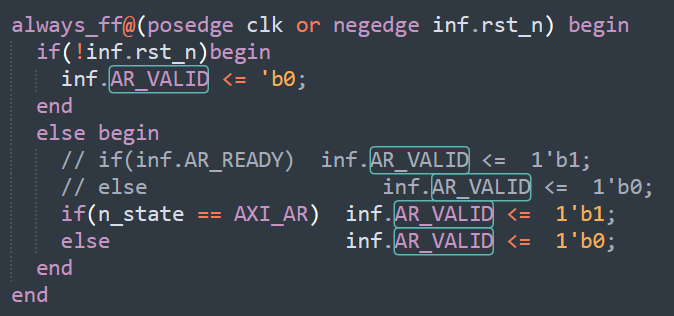 always_ff@(posedge clk or negedge inf.rst_n) begin
  if(!inf.rst_n)begin
    inf.AR_VALID <= 'b0;
  end
  else begin
    // if(inf.AR_READY)  inf.AR_VALID <=  1'b1;
    // else                   inf.AR_VALID <=  1'b0;
    if(n_state == AXI_AR)  inf.AR_VALID <=  1'b1;
    else                   inf.AR_VALID <=  1'b0;
  end
end